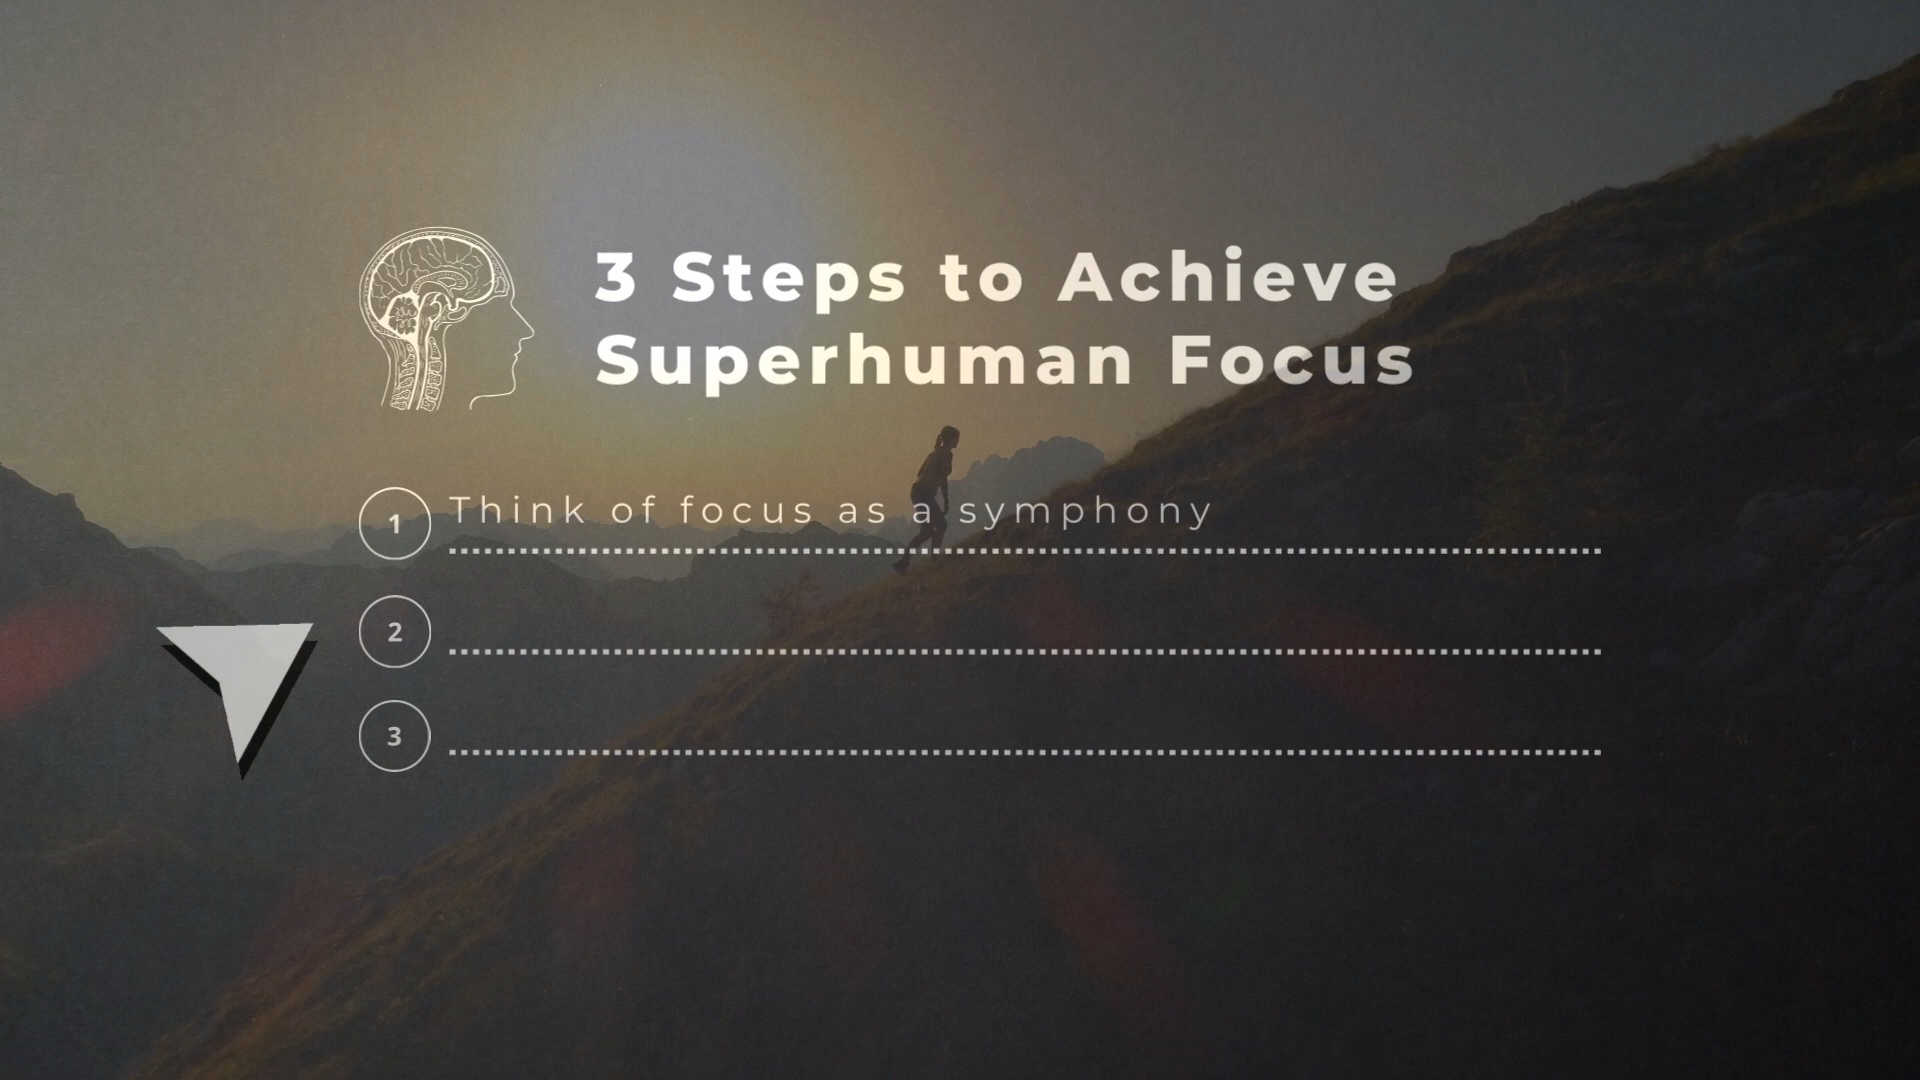 3 Steps to Achieve
Superhuman Focus
1 Think of focus as a symphony
2
3